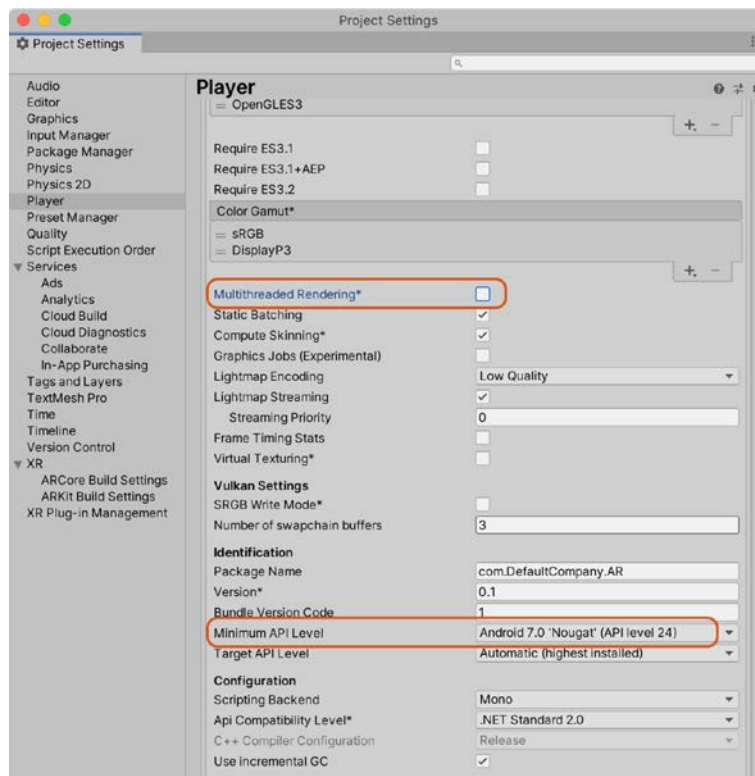 Project Settings
Project Settings
Audio
Editor
Graphics
Input Manager
Package Manager
Physics
Physics 2D
Player
Preset Manager
Quality
Script Execution Order
Services
Ads
Analytics
Cloud Build
Cloud Diagnostics
Collaborate
In-App Purchasing
Tags and Layers
TextMesh Pro
Time
Timeline
Version Control
XR
ARCore Build Settings
ARKit Build Settings
XR Plug-in Management
Player
OpenGLES3
Require ES3.1
Require ES3.1+AEP
Require ES3.2
Color Gamut*
sRGB
DisplayP3
Multithreaded Rendering*
Static Batching
Compute Skinning*
Graphics Jobs (Experimental)
Lightmap Encoding Low Quality
Lightmap Streaming
Streaming Priority 0
Frame Timing Stats
Virtual Texturing*
Vulkan Settings
SRGB Write Mode*
Number of swapchain buffers 3
Identification
Package Name com.DefaultCompany.AR
Version* 0.1
Bundle Version Code 1
Minimum API Level Android 7.0 'Nougat' (API level 24)
Target API Level Automatic (highest installed)
Configuration
Scripting Backend Mono
Api Compatibility Level* .NET Standard 2.0
C++ Compiler Configuration Release
Use incremental GC